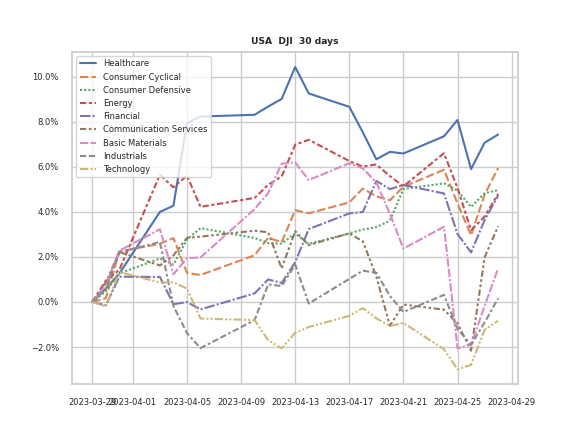 USA DJI 30 days
Healthcare
Consumer Cyclical
Consumer Defensive
Energy
Financial
Communication Services
Basic Materials
Industrials
Technology
10.0%
8.0%
6.0%
4.0%
2.0%
0.0%
−2.0%
2023-03-29 2023-04-01 2023-04-05 2023-04-09 2023-04-13 2023-04-17 2023-04-21 2023-04-25 2023-04-29